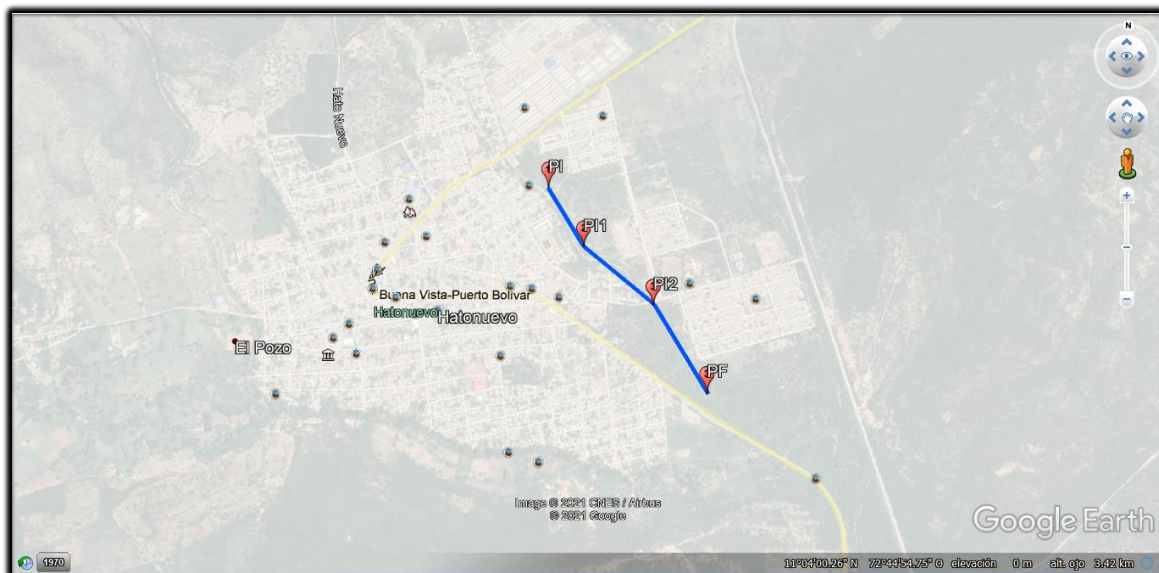 N
Hato Nuevo
PI
PI1
PI2
Buena Vista-Puerto Bolivar
Hatonuevo
Hatonuevo
El Pozo
PF
Image © 2021 CNES / Airbus
© 2021 Google
Google Earth
1970
11°04'00.26" N 72°44'54.75" O elevación 0 m alt. ojo 3.42 km